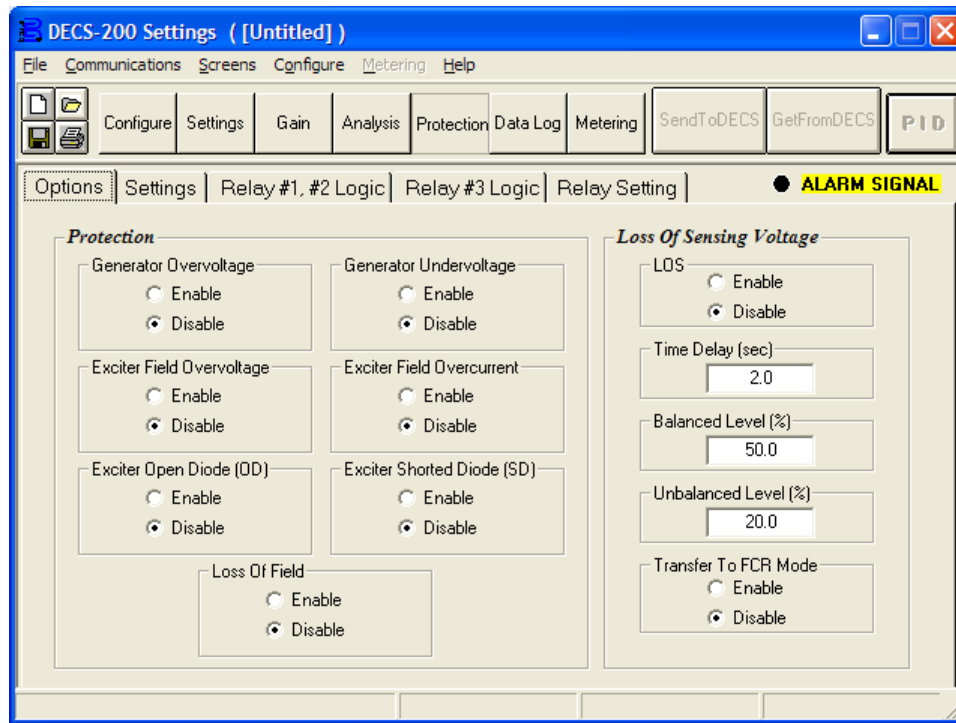 DECS-200 Settings ( [Untitled] )
File Communications Screens Configure Metering Help
Configure Settings Gain Analysis Protection Data Log Metering SendToDECS GetFromDECS PID
Options Settings Relay #1, #2 Logic Relay #3 Logic Relay Setting ALARM SIGNAL
Protection
Generator Overvoltage
Enable
Disable
Generator Undervoltage
Enable
Disable
Exciter Field Overvoltage
Enable
Disable
Exciter Field Overcurrent
Enable
Disable
Exciter Open Diode (OD)
Enable
Disable
Exciter Shorted Diode (SD)
Enable
Disable
Loss Of Field
Enable
Disable
Loss Of Sensing Voltage
LOS
Enable
Disable
Time Delay (sec)
2.0
Balanced Level (%)
50.0
Unbalanced Level (%)
20.0
Transfer To FCR Mode
Enable
Disable